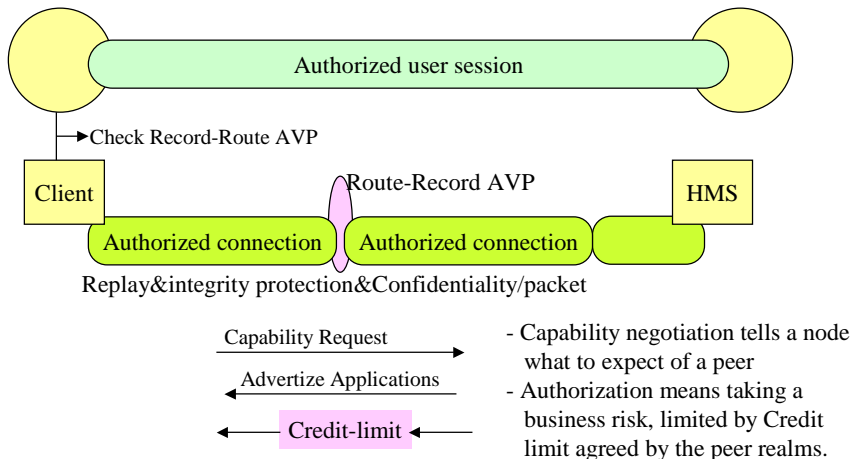 Authorized user session
Check Record-Route AVP
Client
Route-Record AVP
HMS
Authorized connection
Authorized connection
Replay&integrity protection&Confidentiality/packet
Capability Request
Advertize Applications
Credit-limit
- Capability negotiation tells a node
what to expect of a peer
- Authorization means taking a
business risk, limited by Credit
limit agreed by the peer realms.